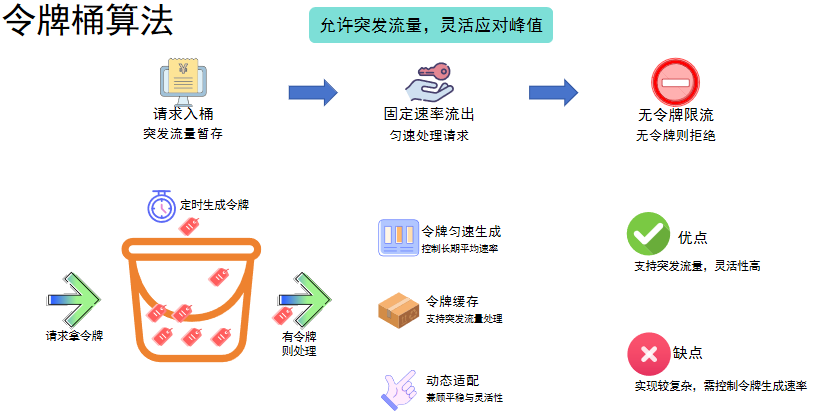 令牌桶算法
允许突发流量，灵活应对峰值
请求入桶
突发流量暂存
固定速率流出
匀速处理请求
无令牌限流
无令牌则拒绝
定时生成令牌
请求拿令牌
有令牌
则处理
令牌匀速生成
控制长期平均速率
令牌缓存
支持突发流量处理
动态适配
兼顾平稳与灵活性
优点
支持突发流量，灵活性高
缺点
实现较复杂，需控制令牌生成速率